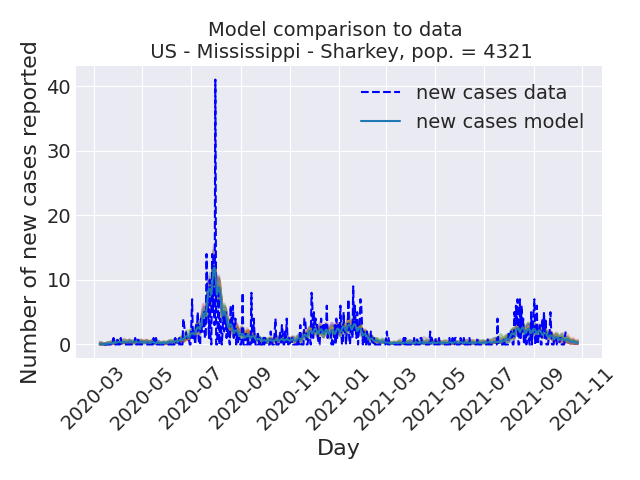 Model comparison to data
US - Mississippi - Sharkey, pop. = 4321
Number of new cases reported
40
30
20
10
0
new cases data
new cases model
2020-03
2020-05
2020-07
2020-09
2020-11
2021-01
2021-03
2021-05
2021-07
2021-09
2021-11
Day